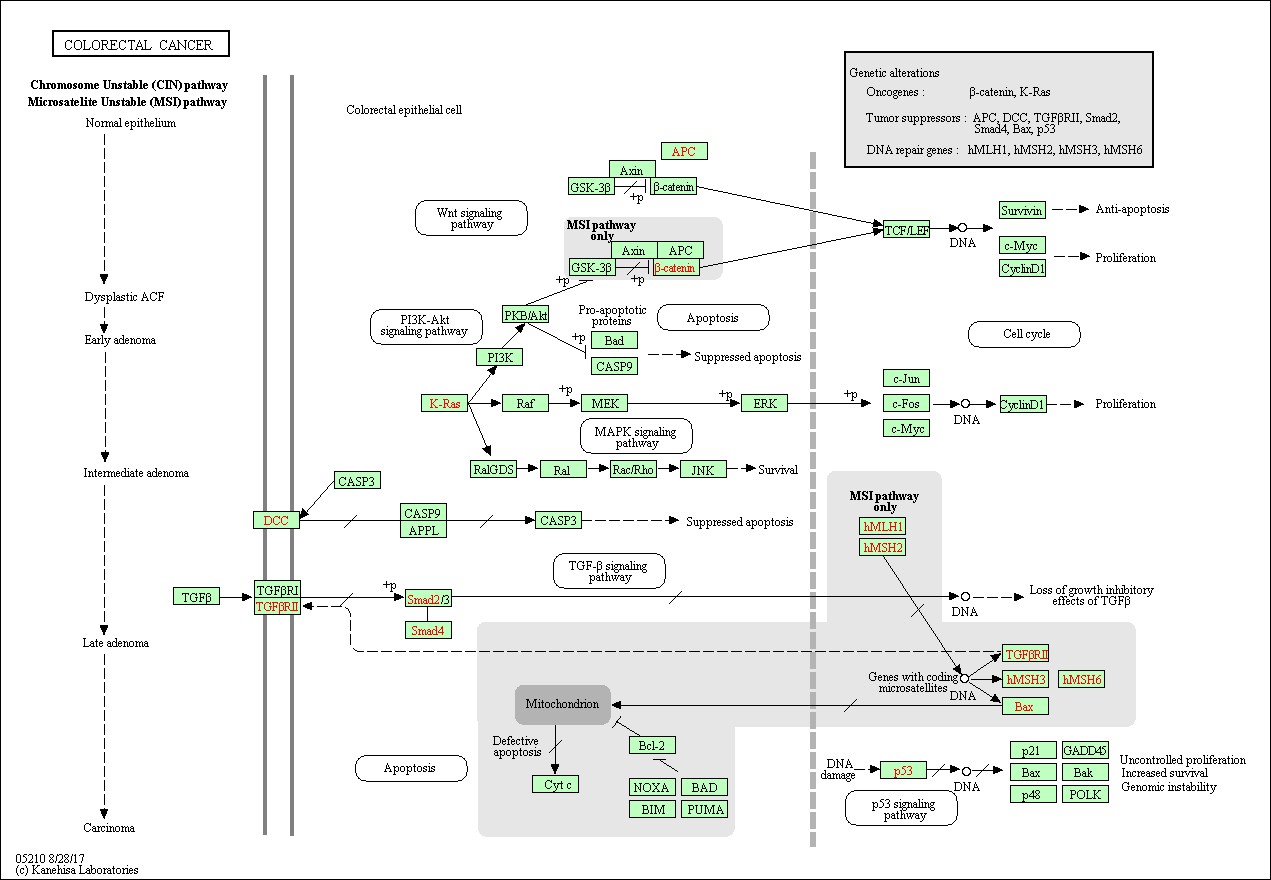 COLORECTAL CANCER
Chromosome Unstable (CIN) pathway
Microsatelite Unstable (MSI) pathway
Normal epithelium
Dysplastic ACF
Early adenoma
Intermediate adenoma
Late adenoma
Carcinoma
05210 8/28/17
(c) Kanehisa Laboratories
Colorectal epithelial cell
Genetic alterations
Oncogenes : β-catenin, K-Ras
Tumor suppressors : APC, DCC, TGFβRII, Smad2,
Smad4, Bax, p53
DNA repair genes : hMLH1, hMSH2, hMSH3, hMSH6
APC
Axin
GSK-3β
+p
β-catenin
Wnt signaling
pathway
MSI pathway
only
Axin
APC
GSK-3β
+p
β-catenin
TCF/LEF
DNA
Survivin
Anti-apoptosis
c-Myc
CyclinD1
Proliferation
+p
PKB/Akt
PI3K-Akt
signaling pathway
PI3K
Pro-apoptotic
proteins
+p
Bad
CASP9
Suppressed apoptosis
Apoptosis
Cell cycle
K-Ras
Raf
+p
MEK
+p
ERK
+p
c-Jun
c-Fos
c-Myc
DNA
CyclinD1
Proliferation
MAPK signaling
pathway
RalGDS
Ral
Rac/Rho
JNK
Survival
CASP3
DCC
CASP9
APPL
CASP3
Suppressed apoptosis
MSI pathway
only
hMLH1
hMSH2
TGF-β signaling
pathway
TGFβ
TGFβRI
TGFβRII
+p
Smad2/3
Smad4
DNA
Loss of growth inhibitory
effects of TGFβ
Genes with coding
microsatellites
DNA
TGFβRII
hMSH3
hMSH6
Bax
Mitochondrion
Defective
apoptosis
Cyt c
Bcl-2
NOXA
BAD
BIM
PUMA
Apoptosis
DNA
damage
p53
DNA
p21
GADD45
Bax
Bak
p48
POLK
Uncontrolled proliferation
Increased survival
Genomic instability
p53 signaling
pathway